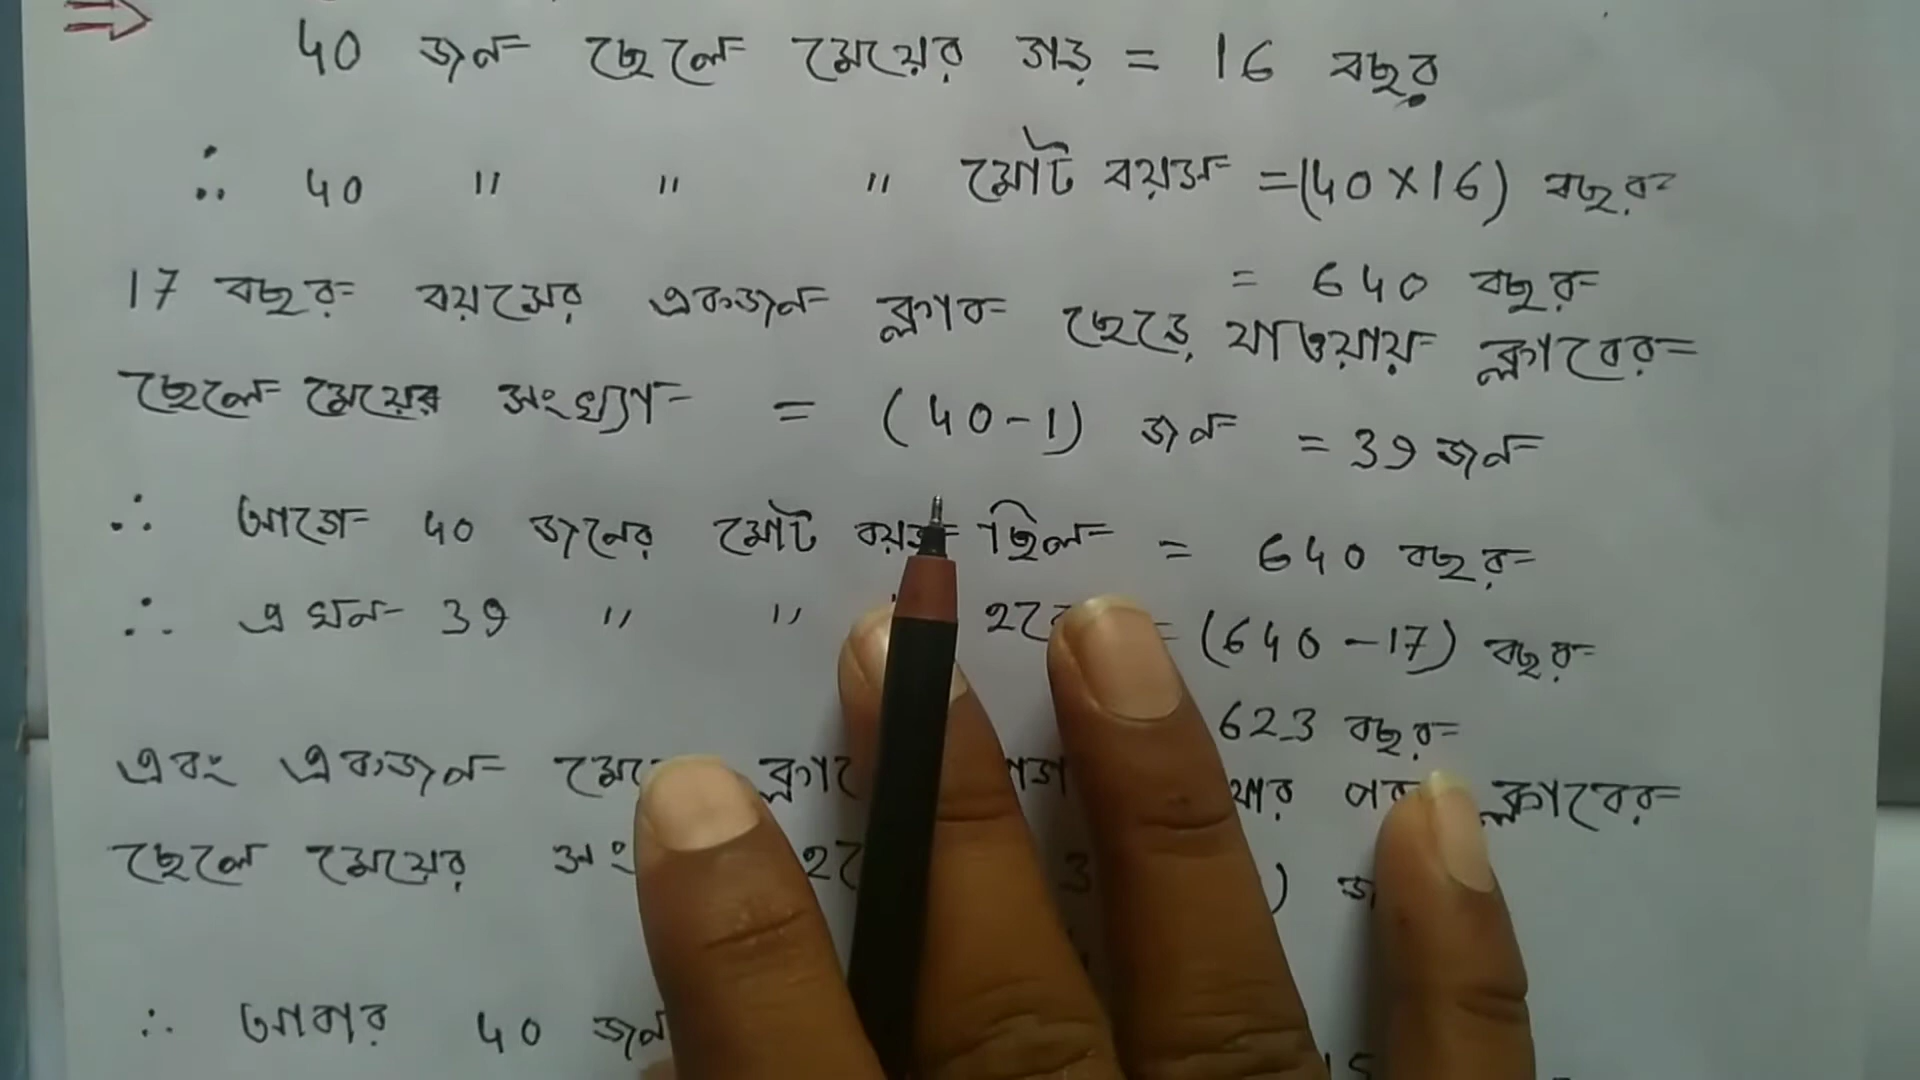 ⇒ 40 জন ছেলে মেয়ের গড় = 16 বছর
∴ 40 " " " মোট বয়স = (40×16) বছর
= 640 বছর
17 বছর বয়সের একজন ক্লাব ছেড়ে যাওয়ায় ক্লাবের
ছেলে মেয়ের সংখ্যা = (40-1) জন = 39 জন
∴ আগে 40 জনের মোট বয়স ছিল = 640 বছর
∴ এখন 39 " " = (640-17) বছর
623 বছর
এবং একজন ক্লাবের
ছেলে মেয়ের
∴ আবার 40 জন